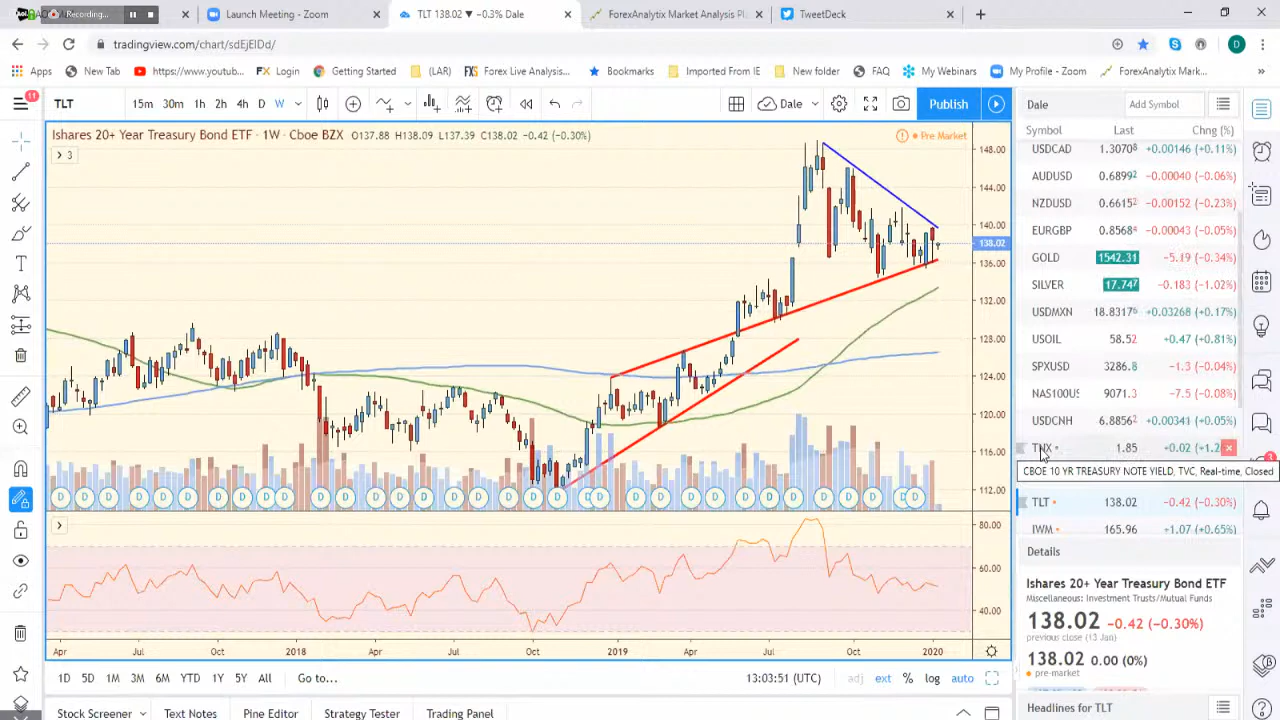 Recording...
Launch Meeting - Zoom
TLT 138.02 ▼ −0.3% Dale
ForexAnalytix Market Analysis Pl
TweetDeck
tradingview.com/chart/sdEjEIDd/
D
Apps
New Tab
https://www.youtub...
FX Login
Getting Started
(LAR)
FXS Forex Live Analysis...
Bookmarks
Imported From IE
New folder
FAQ
My Webinars
My Profile - Zoom
ForexAnalytix Mark...
»
11
TLT
15m 30m 1h 2h 4h D W
Dale
Publish
Dale
Add Symbol
Ishares 20+ Year Treasury Bond ETF · 1W · Cboe BZX O137.88 H138.09 L137.39 C138.02 −0.42 (−0.30%)
Pre Market
3
Symbol Last Chng (%)
USDCAD 1.30708 +0.00146 (+0.11%)
AUDUSD 0.68992 −0.00040 (−0.06%)
NZDUSD 0.66152 −0.00152 (−0.23%)
EURGBP 0.85684 −0.00043 (−0.05%)
GOLD 1542.31 −5.19 (−0.34%)
SILVER 17.747 −0.183 (−1.02%)
USDMXN 18.83176 +0.03268 (+0.17%)
USOIL 58.52 +0.47 (+0.81%)
SPXUSD 3286.8 −1.3 (−0.04%)
NAS100US 9071.3 −7.5 (−0.08%)
USDCNH 6.88562 +0.00341 (+0.05%)
TNX 1.85 +0.02 (+1.2
CBOE 10 YR TREASURY NOTE YIELD, TVC, Real-time, Closed
TLT 138.02 −0.42 (−0.30%)
IWM 165.96 +1.07 (+0.65%)
148.00
144.00
140.00
138.02
136.00
132.00
128.00
124.00
120.00
116.00
112.00
D D D D D D D D D D D D D D D D D D D D D D D D D D D D D D D D D D
80.00
60.00
40.00
Apr Jul Oct 2018 Apr Jul Oct 2019 Apr Jul Oct 2020
Details
Ishares 20+ Year Treasury Bond ETF
Miscellaneous: Investment Trusts/Mutual Funds
138.02 −0.42 (−0.30%)
previous close (13 Jan)
138.02 0.00 (0%)
pre-market
Headlines for TLT
1D 5D 1M 3M 6M YTD 1Y 5Y All Go to...
13:03:51 (UTC) adj ext % log auto
Stock Screener Text Notes Pine Editor Strategy Tester Trading Panel